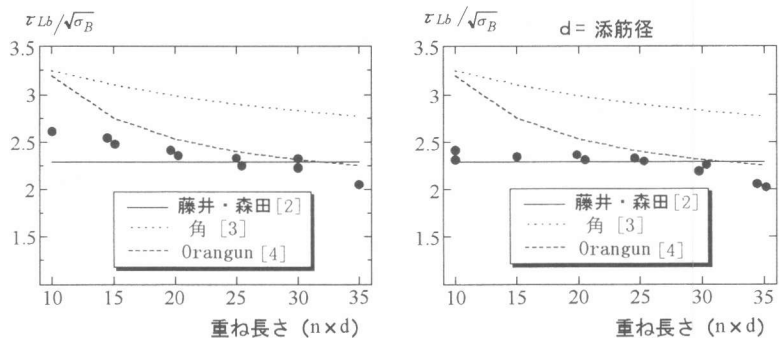 τLb/√σB
3.5
3
2.5
2
1.5
藤井・森田[2]
角 [3]
Orangun [4]
10 15 20 25 30 35
重ね長さ (n×d)
τLb/√σB
d = 添筋径
3.5
3
2.5
2
1.5
藤井・森田[2]
角 [3]
Orangun [4]
10 15 20 25 30 35
重ね長さ (n×d)